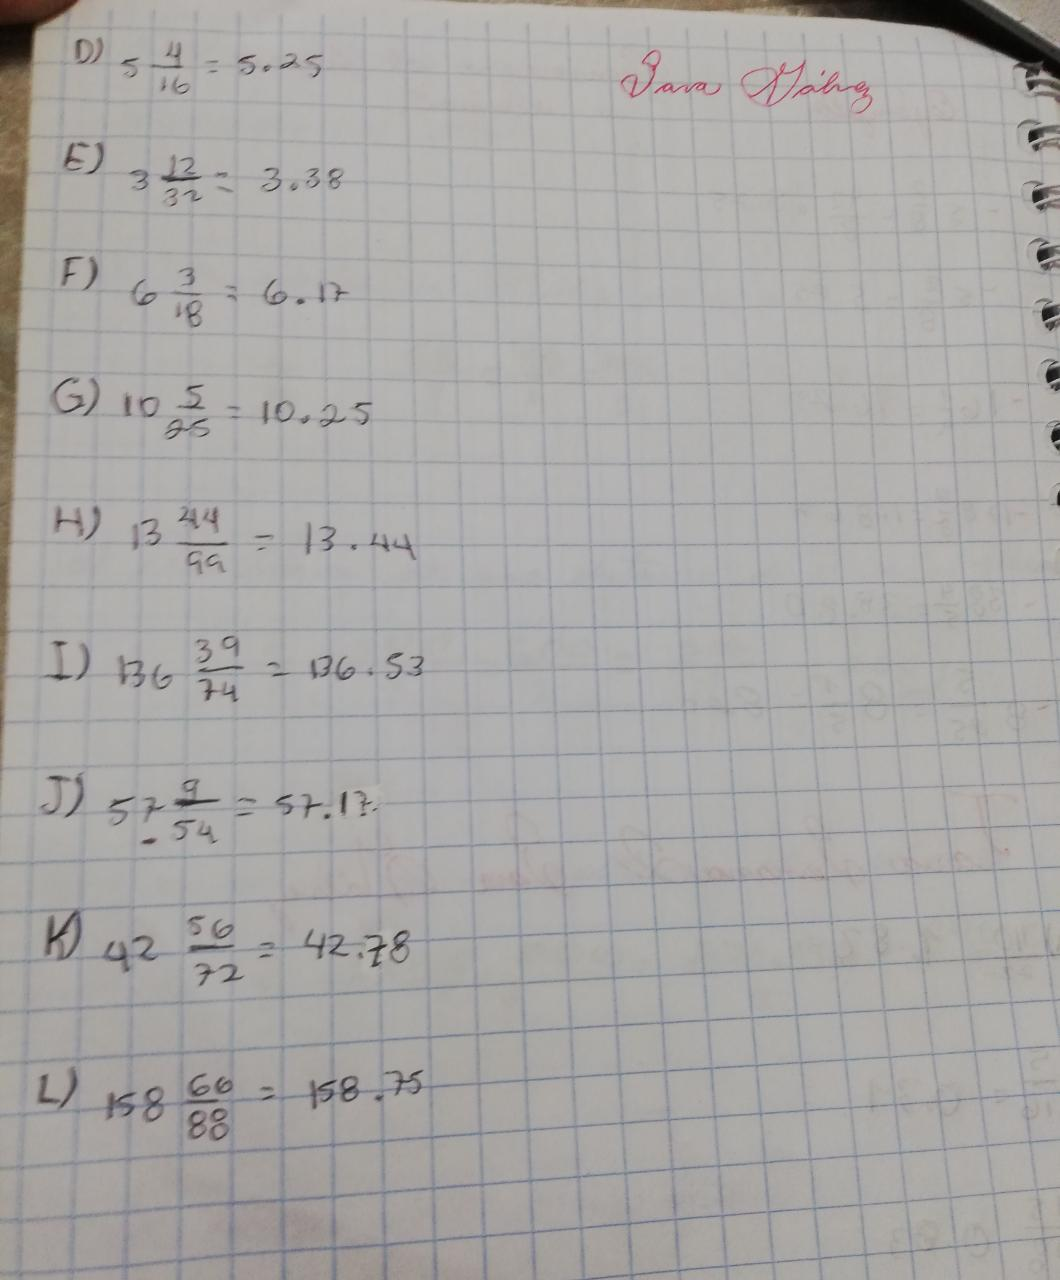 D) 5 4/16 = 5.25
E) 3 12/32 = 3.38
F) 6 3/18 = 6.17
G) 10 5/25 = 10.25
H) 13 44/99 = 13.44
I) 136 39/74 = 136.53
J) 57 9/54 = 57.17
K) 42 56/72 = 42.78
L) 158 66/88 = 158.75